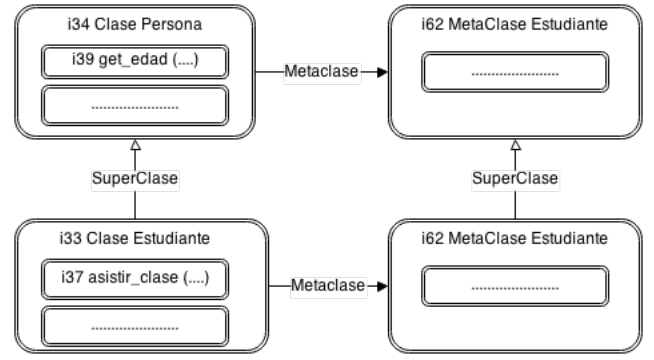 i34 Clase Persona
i39 get_edad (....)
......................
Metaclase
i62 MetaClase Estudiante
......................
SuperClase
SuperClase
i33 Clase Estudiante
i37 asistir_clase (....)
......................
Metaclase
i62 MetaClase Estudiante
......................